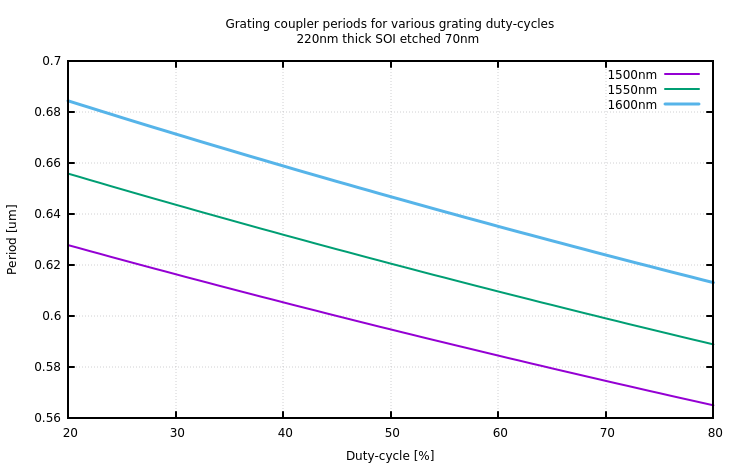 Grating coupler periods for various grating duty-cycles
220nm thick SOI etched 70nm
0.7
0.68
0.66
0.64
0.62
0.6
0.58
0.56
Period [um]
1500nm
1550nm
1600nm
20 30 40 50 60 70 80
Duty-cycle [%]